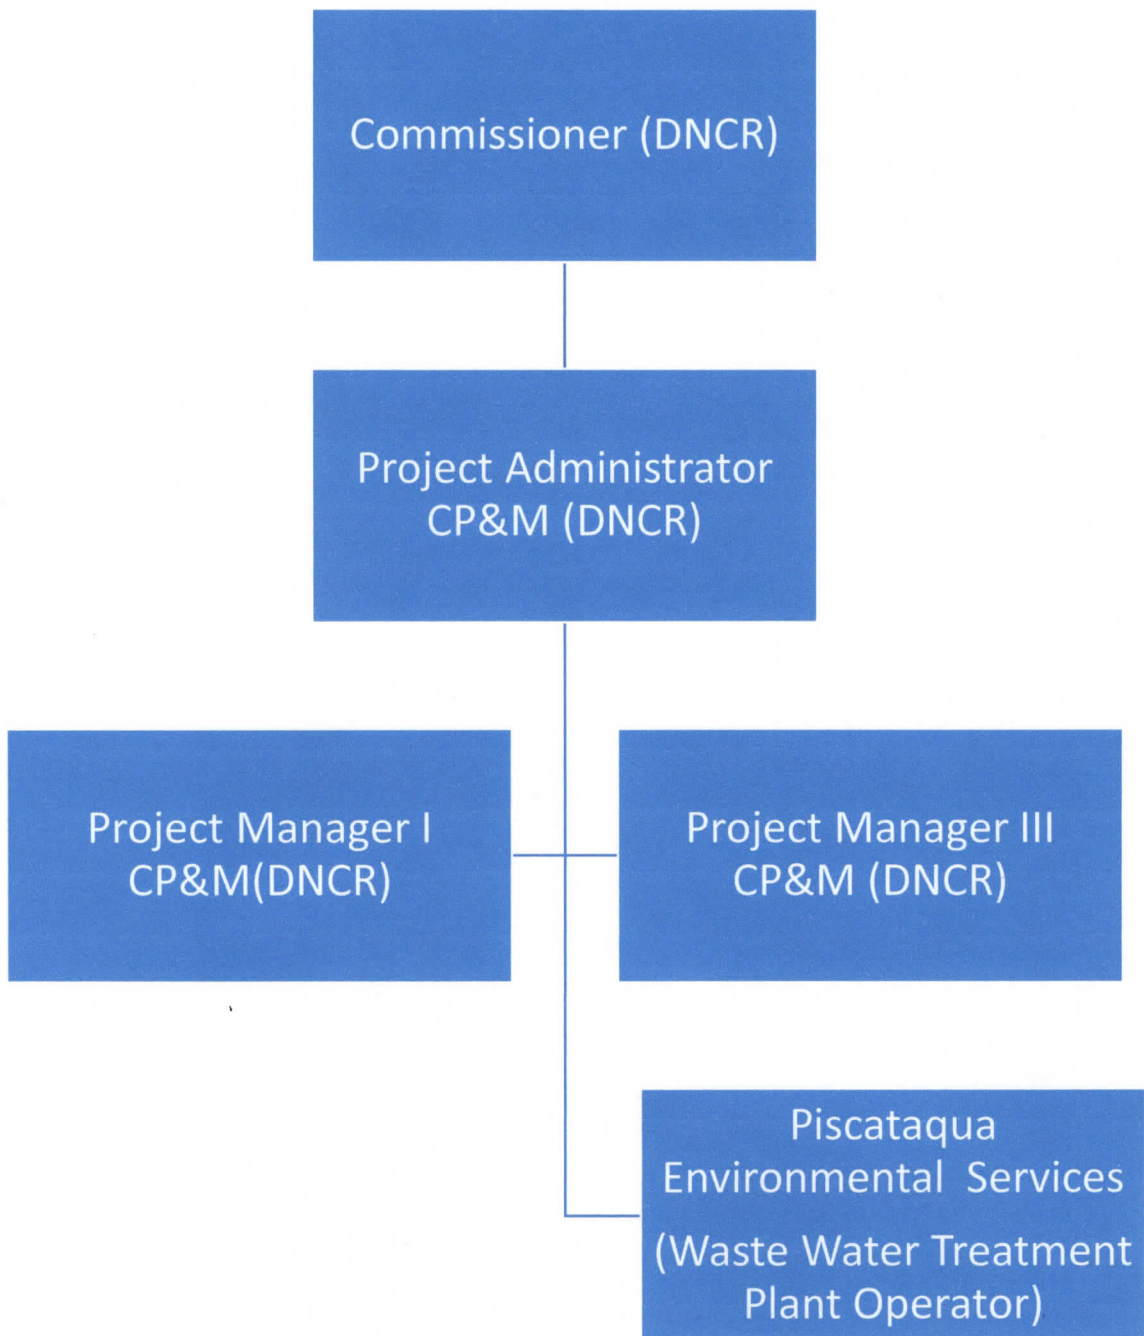 Commissioner (DNCR)
Project Administrator
CP&M (DNCR)
Project Manager I
CP&M(DNCR)
Project Manager III
CP&M (DNCR)
Piscataqua
Environmental Services
(Waste Water Treatment
Plant Operator)